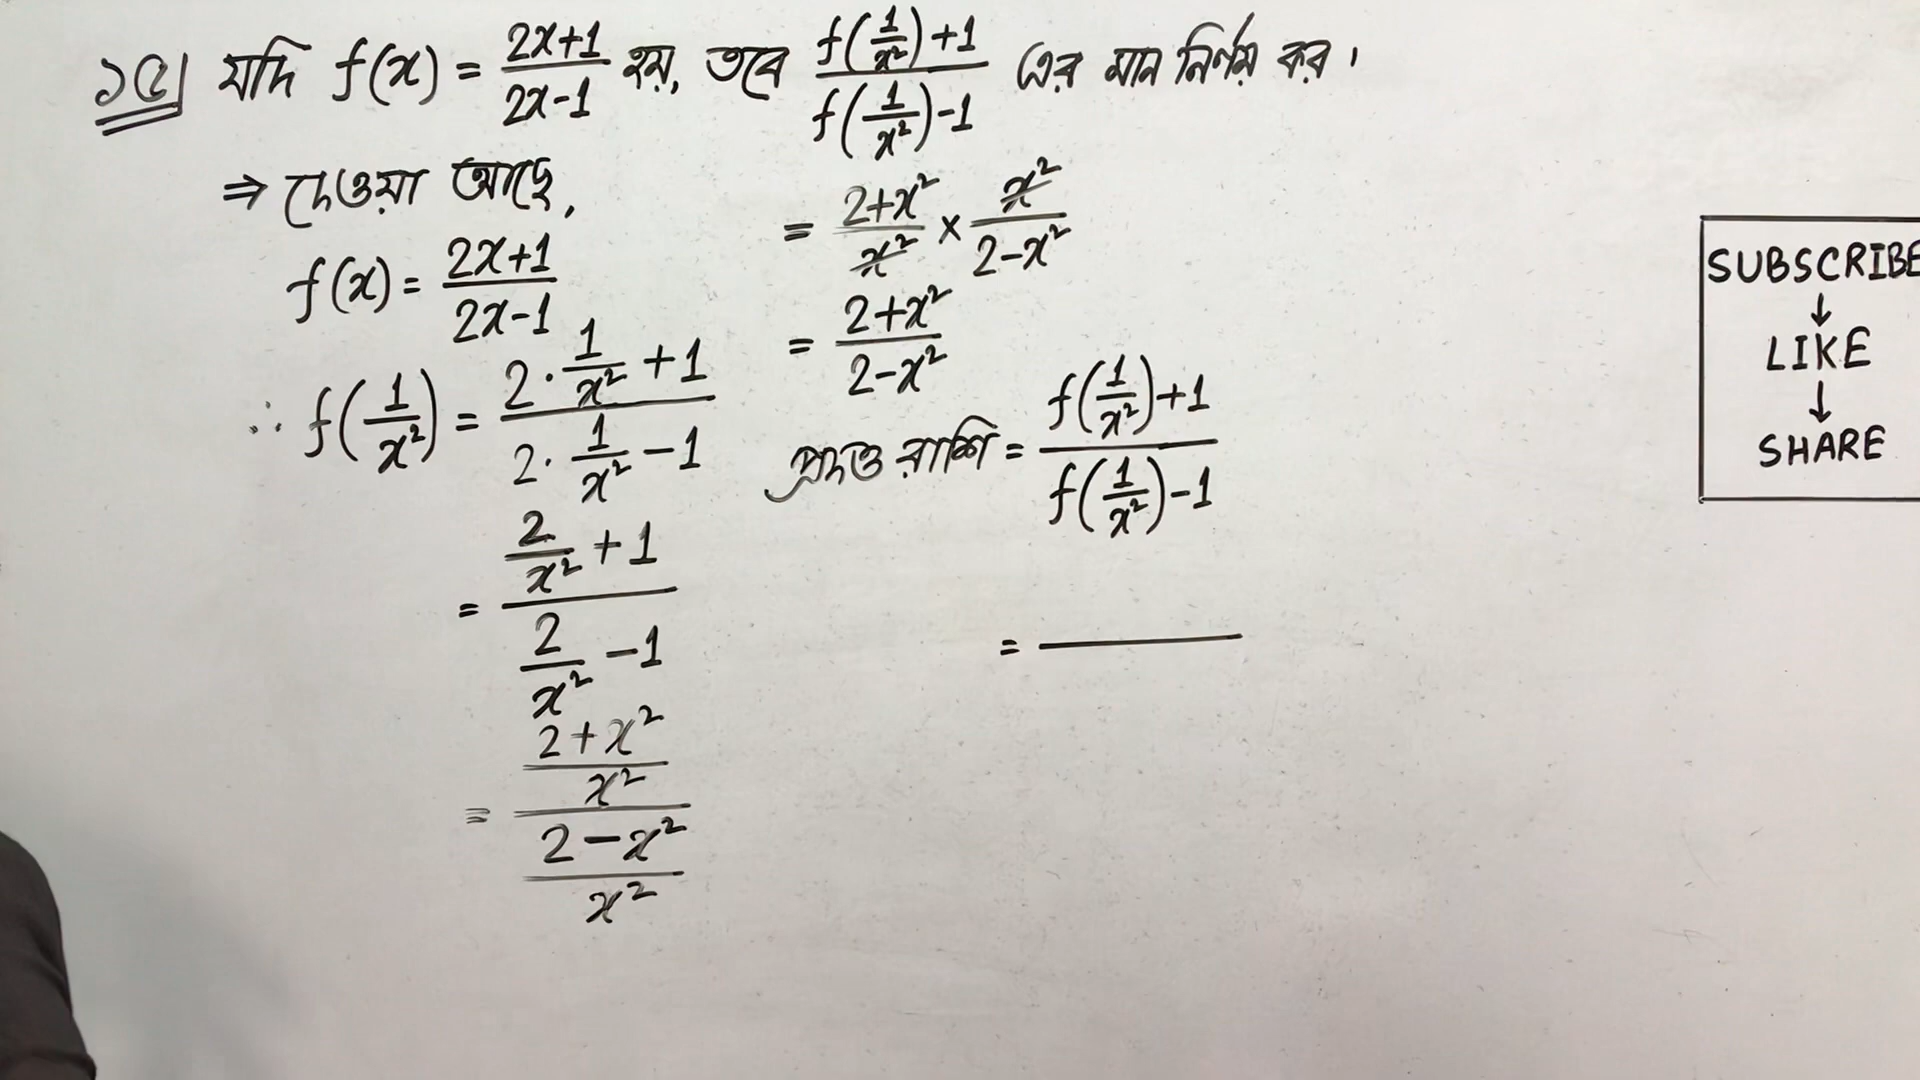 ১৫| যদি f(x) = (2x+1)/(2x-1) হয়, তবে (f(1/x²)+1)/(f(1/x²)-1) এর মান নির্ণয় কর।
⇒ দেওয়া আছে,
f(x) = (2x+1)/(2x-1)
∴ f(1/x²) = (2·1/x² + 1)/(2·1/x² - 1)
= (2/x² + 1)/(2/x² - 1)
= ((2+x²)/x²)/((2-x²)/x²)
= (2+x²)/x² × x²/(2-x²)
= (2+x²)/(2-x²)
প্রদত্ত রাশি = (f(1/x²)+1)/(f(1/x²)-1)
=
SUBSCRIBE
↓
LIKE
↓
SHARE